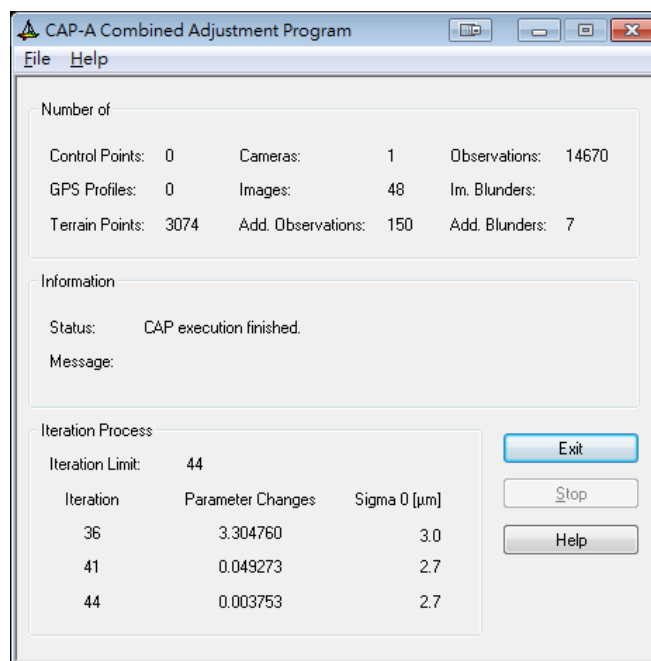 CAP-A Combined Adjustment Program
File Help
Number of
Control Points: 0 Cameras: 1 Observations: 14670
GPS Profiles: 0 Images: 48 Im. Blunders:
Terrain Points: 3074 Add. Observations: 150 Add. Blunders: 7
Information
Status: CAP execution finished.
Message:
Iteration Process
Iteration Limit: 44
Iteration Parameter Changes Sigma 0 [µm]
36 3.304760 3.0
41 0.049273 2.7
44 0.003753 2.7
Exit
Stop
Help